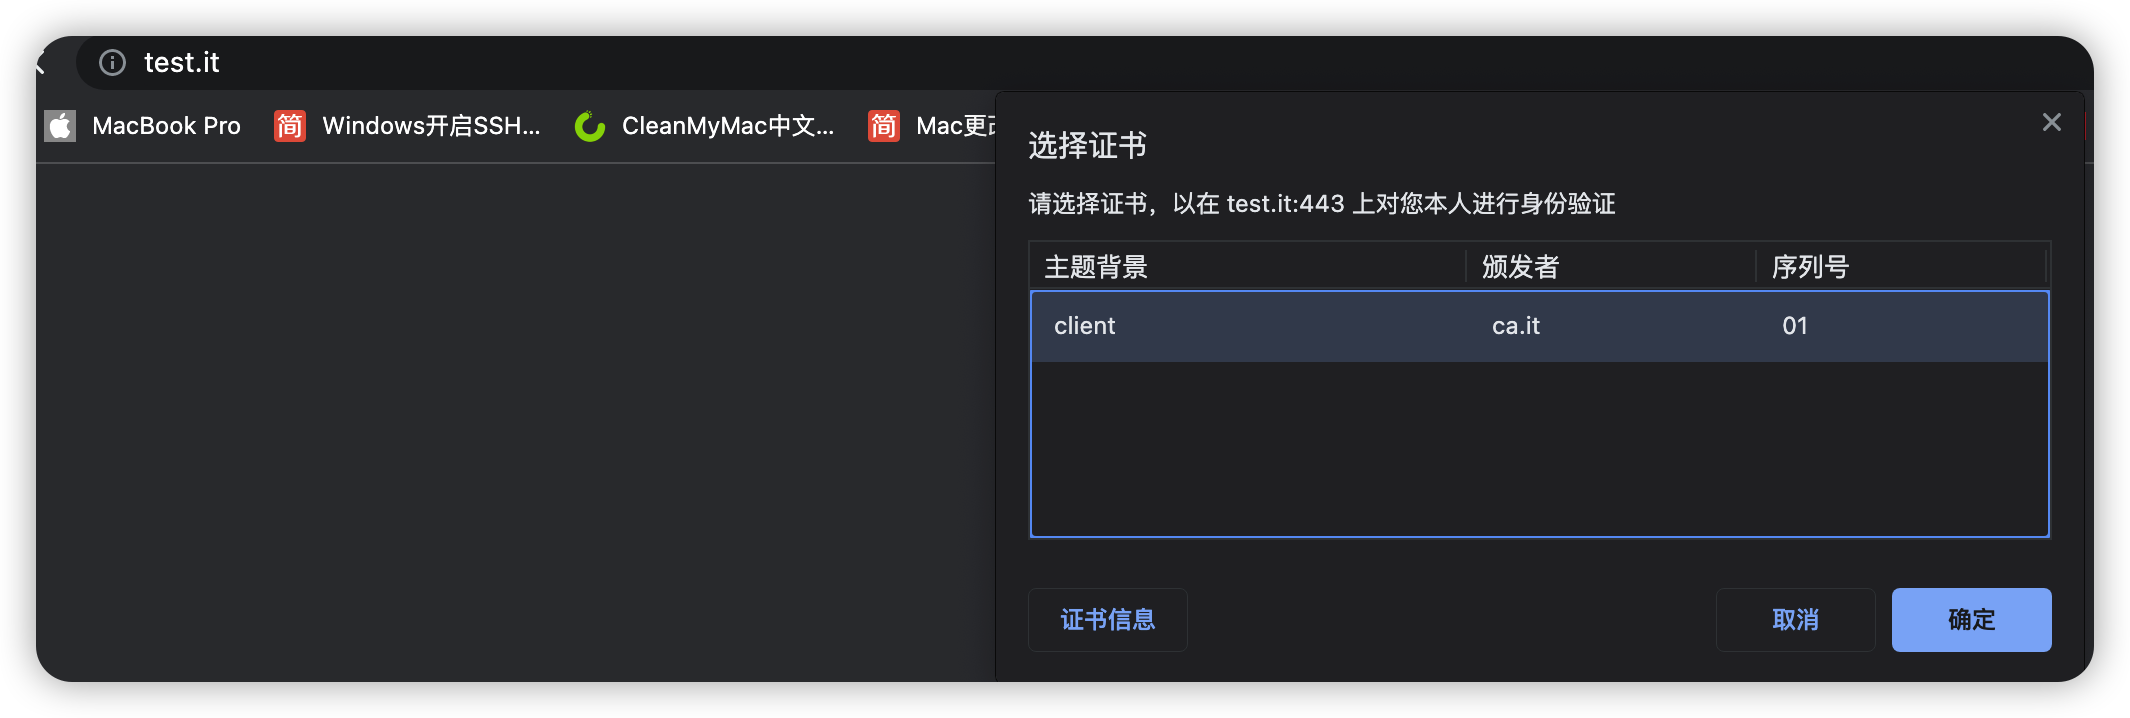 test.it
MacBook Pro 简 Windows开启SSH... CleanMyMac中文... 简 Mac更
选择证书
请选择证书，以在 test.it:443 上对您本人进行身份验证
主题背景 颁发者 序列号
client ca.it 01
证书信息 取消 确定